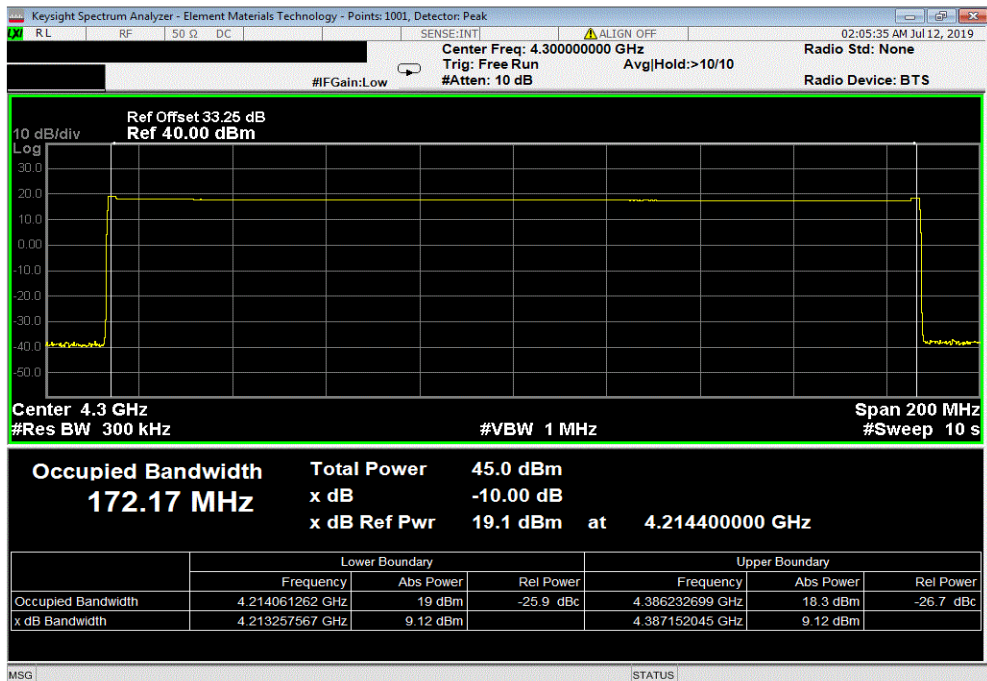 Keysight Spectrum Analyzer - Element Materials Technology - Points: 1001, Detector: Peak
LXI RL RF 50 Ω DC SENSE:INT ALIGN OFF 02:05:35 AM Jul 12, 2019
Center Freq: 4.300000000 GHz Radio Std: None
Trig: Free Run Avg|Hold:>10/10
#IFGain:Low #Atten: 10 dB Radio Device: BTS
Ref Offset 33.25 dB
10 dB/div Ref 40.00 dBm
Log
30.0
20.0
10.0
0.00
-10.0
-20.0
-30.0
-40.0
-50.0
Center 4.3 GHz Span 200 MHz
#Res BW 300 kHz #VBW 1 MHz #Sweep 10 s
Occupied Bandwidth Total Power 45.0 dBm
172.17 MHz x dB -10.00 dB
x dB Ref Pwr 19.1 dBm at 4.214400000 GHz
Lower Boundary Upper Boundary
Frequency Abs Power Rel Power Frequency Abs Power Rel Power
Occupied Bandwidth 4.214061262 GHz 19 dBm -25.9 dBc 4.386232699 GHz 18.3 dBm -26.7 dBc
x dB Bandwidth 4.213257567 GHz 9.12 dBm 4.387152045 GHz 9.12 dBm
MSG STATUS